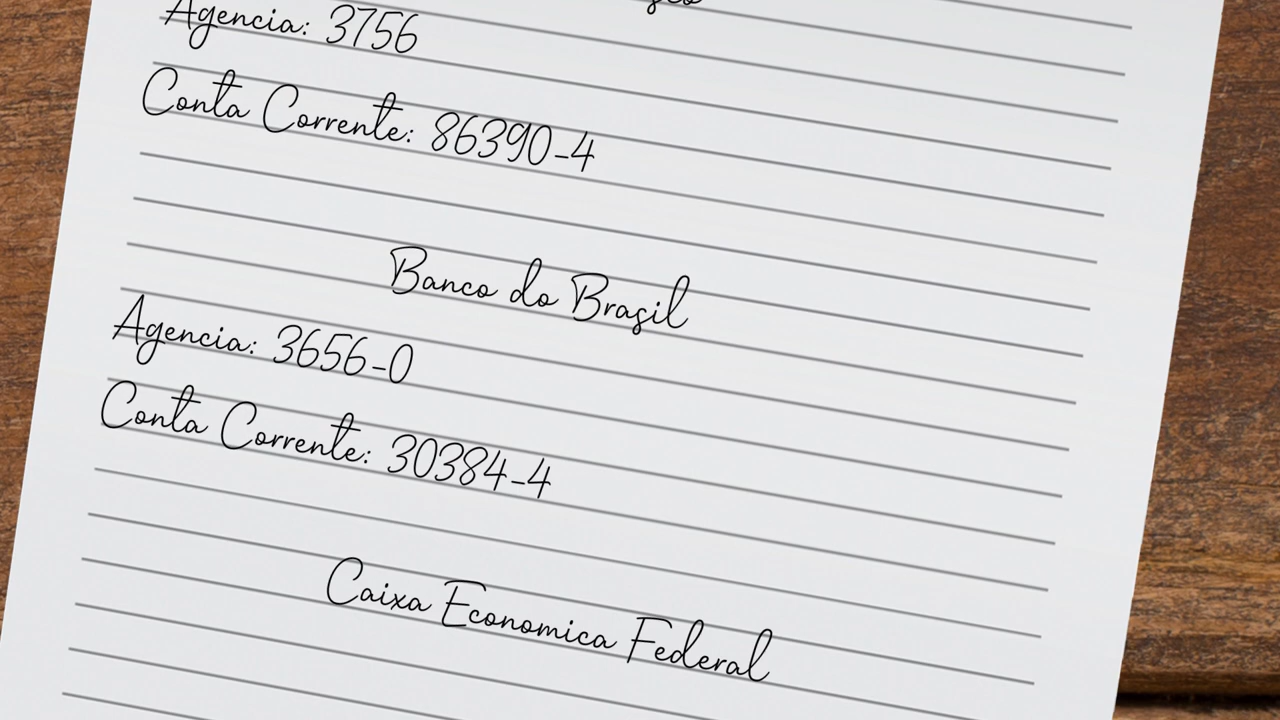 Agencia: 3756
Conta Corrente: 86390-4
Banco do Brasil
Agencia: 3656-0
Conta Corrente: 30384-4
Caixa Economica Federal